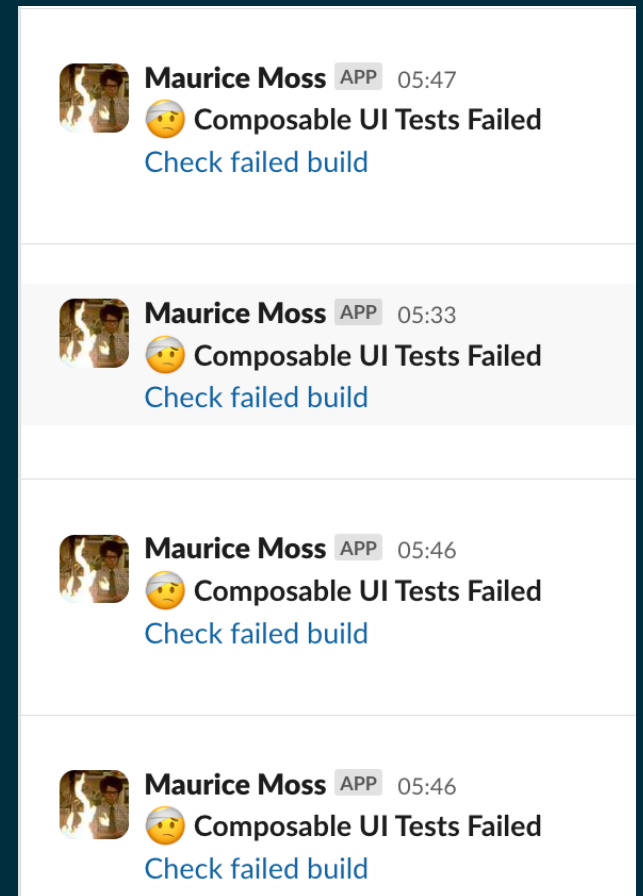 Maurice Moss APP 05:47
🤕 Composable UI Tests Failed
Check failed build
Maurice Moss APP 05:33
🤕 Composable UI Tests Failed
Check failed build
Maurice Moss APP 05:46
🤕 Composable UI Tests Failed
Check failed build
Maurice Moss APP 05:46
🤕 Composable UI Tests Failed
Check failed build